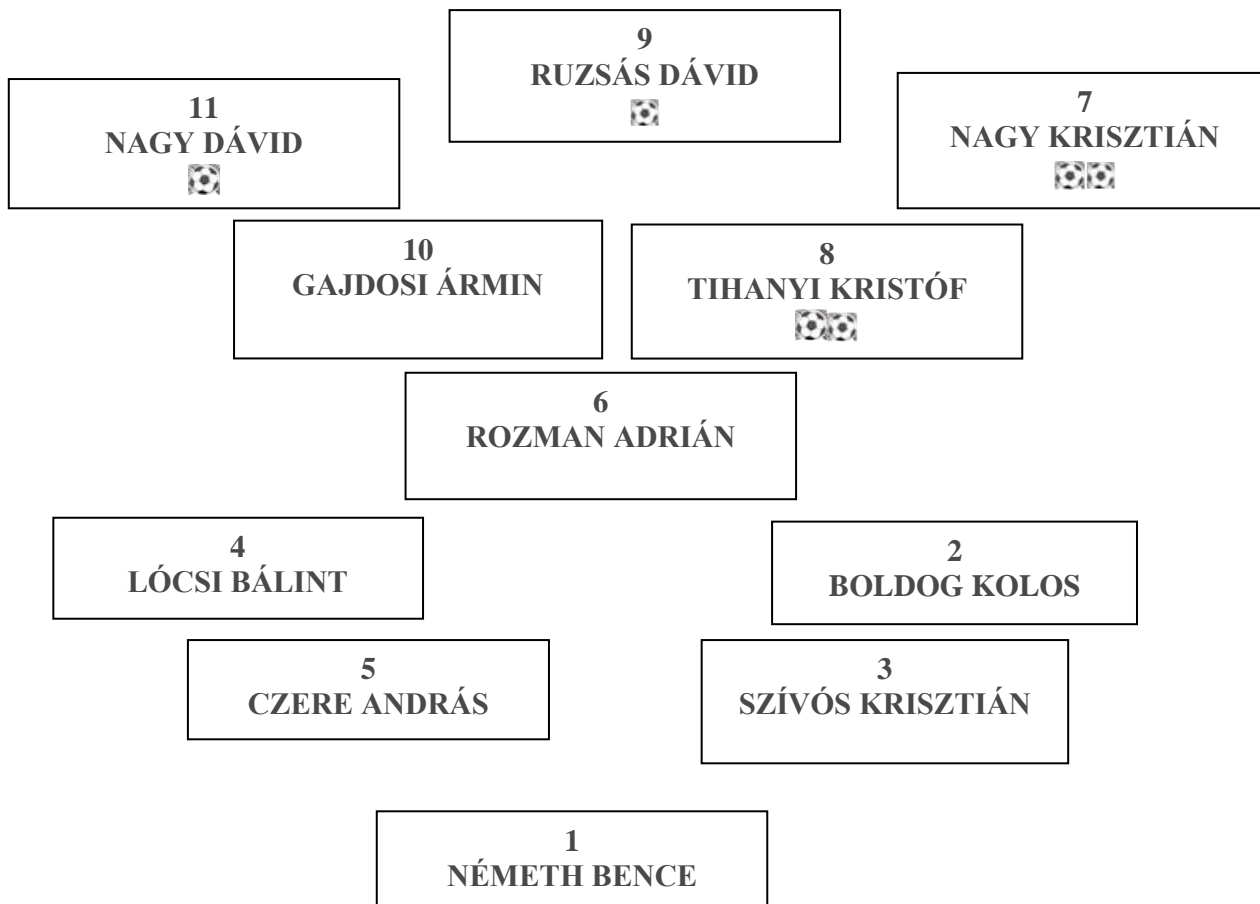 9
RUZSÁS DÁVID
11
NAGY DÁVID
7
NAGY KRISZTIÁN
10
GAJDOSI ÁRMIN
8
TIHANYI KRISTÓF
6
ROZMAN ADRIÁN
4
LÓCSI BÁLINT
2
BOLDOG KOLOS
5
CZERE ANDRÁS
3
SZÍVÓS KRISZTIÁN
1
NÉMETH BENCE